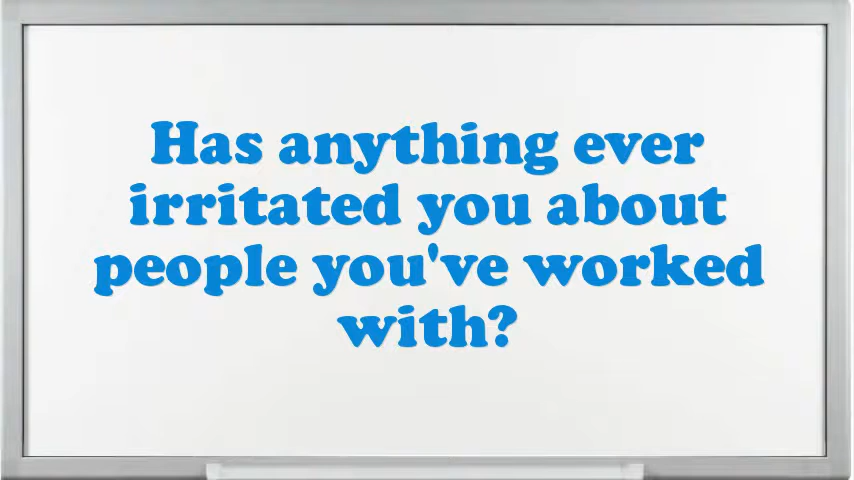 Has anything ever
irritated you about
people you've worked
with?